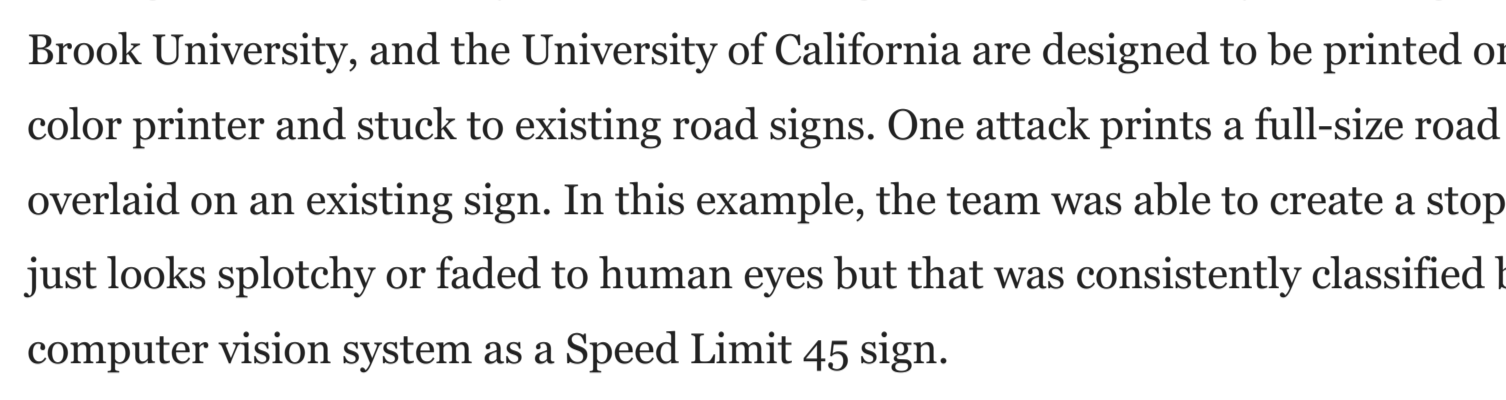 Brook University, and the University of California are designed to be printed
color printer and stuck to existing road signs. One attack prints a full-size road
overlaid on an existing sign. In this example, the team was able to create a stop
just looks splotchy or faded to human eyes but that was consistently classified
computer vision system as a Speed Limit 45 sign.